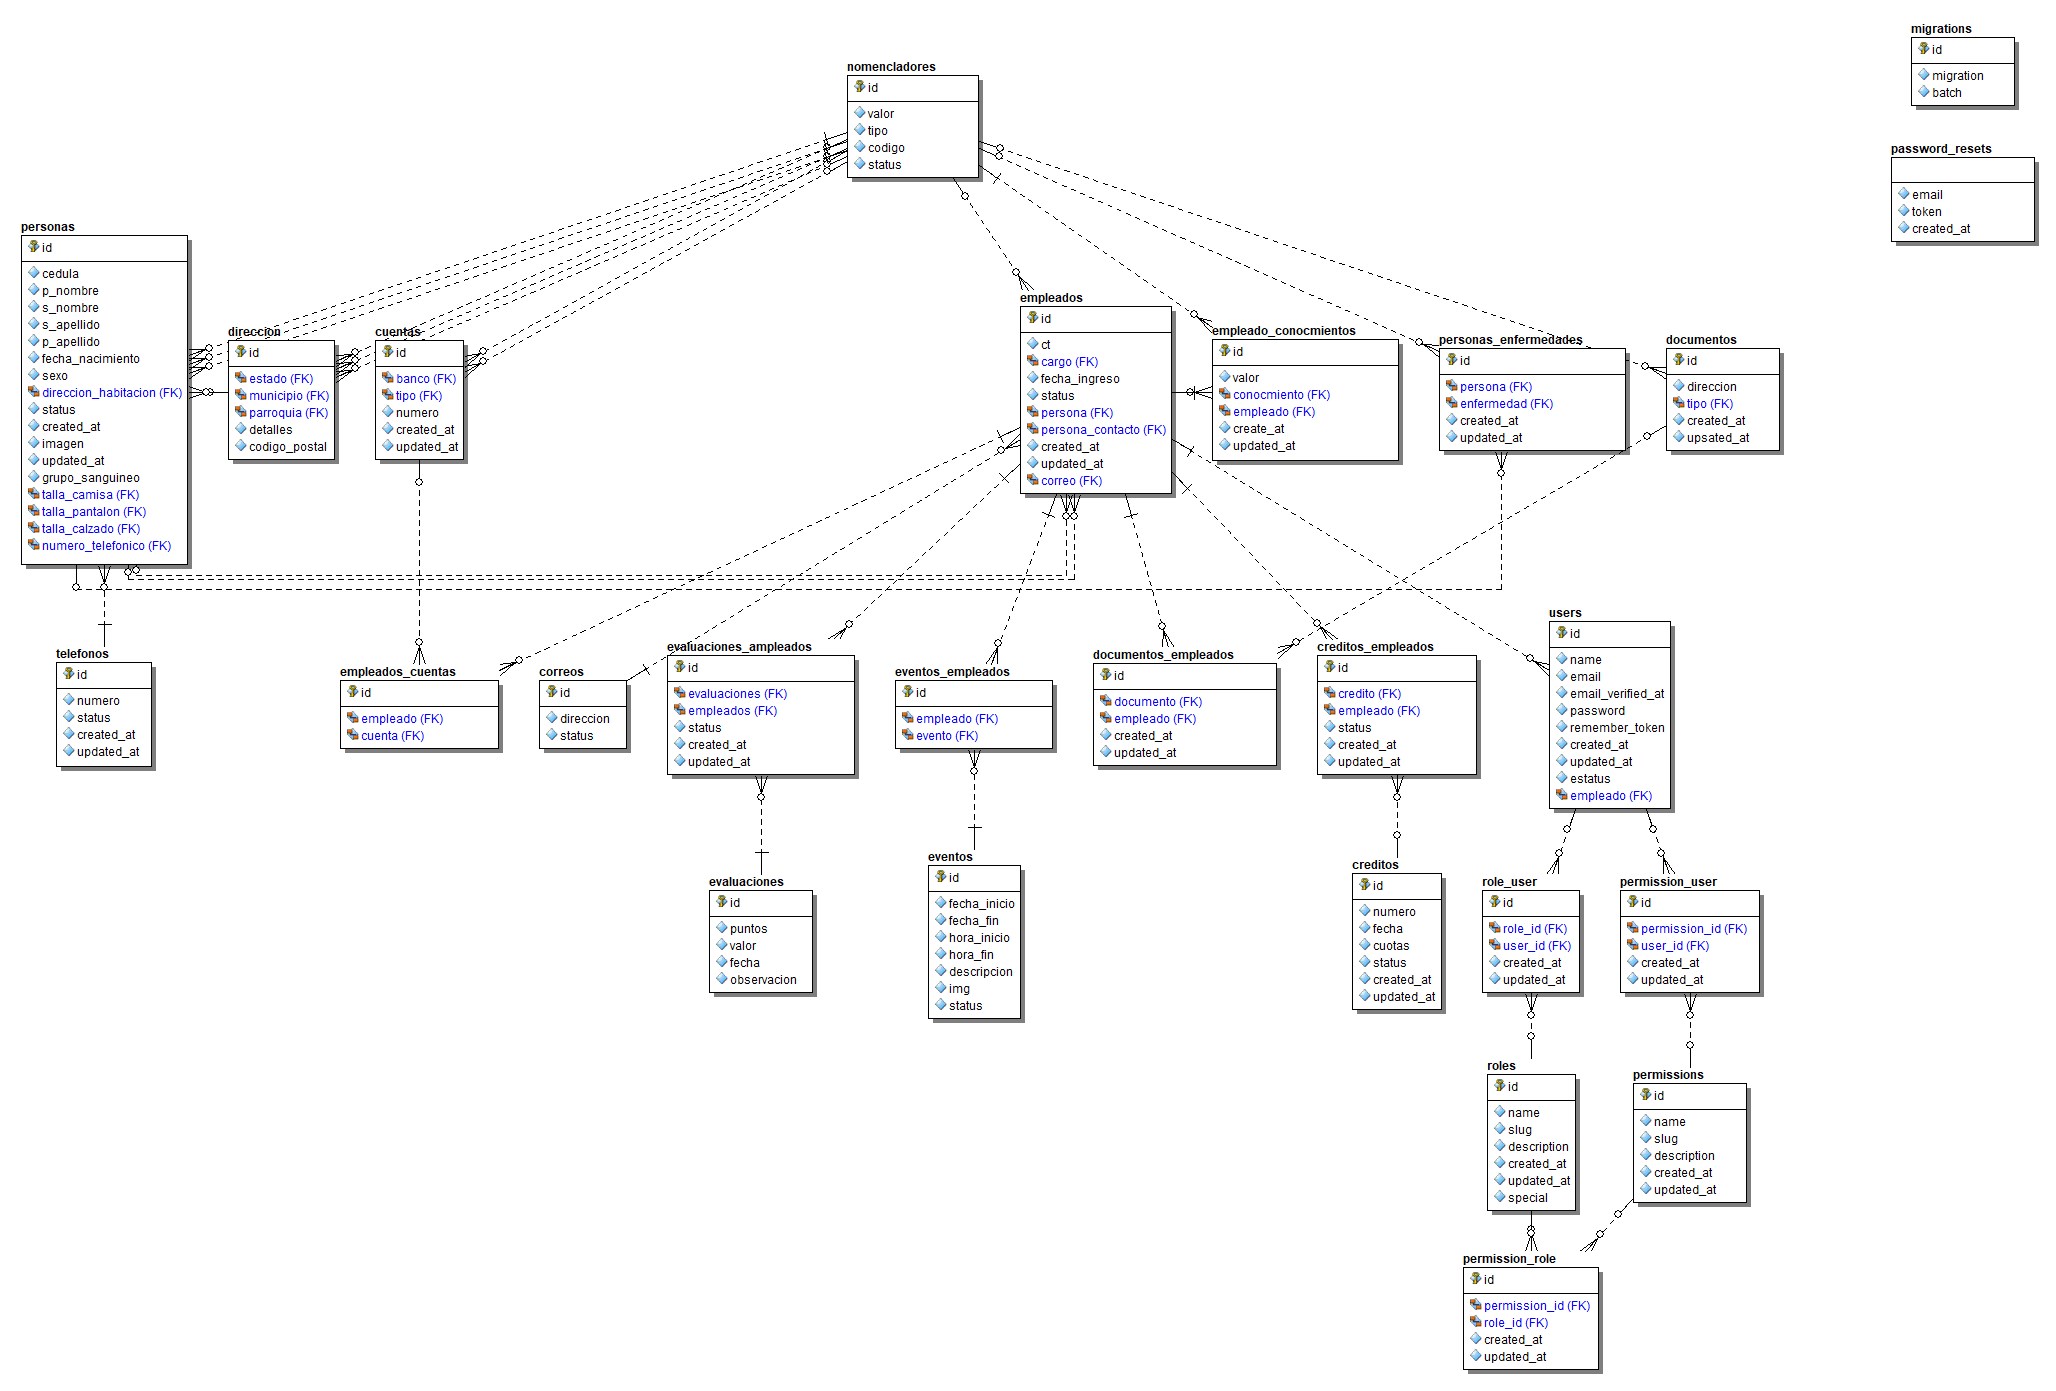 migrations
id
migration
batch
nomencladores
id
valor
tipo
codigo
status
password_resets
email
token
created_at
personas
id
cedula
p_nombre
s_nombre
s_apellido
p_apellido
fecha_nacimiento
sexo
direccion_habitacion (FK)
status
created_at
imagen
updated_at
grupo_sanguineo
talla_camisa (FK)
talla_pantalon (FK)
talla_calzado (FK)
numero_telefonico (FK)
direccion
id
estado (FK)
municipio (FK)
parroquia (FK)
detalles
codigo_postal
cuentas
id
banco (FK)
tipo (FK)
numero
created_at
updated_at
empleados
id
ct
cargo (FK)
fecha_ingreso
status
persona (FK)
persona_contacto (FK)
created_at
updated_at
correo (FK)
empleado_conocmientos
id
valor
conocmiento (FK)
empleado (FK)
create_at
updated_at
personas_enfermedades
id
persona (FK)
enfermedad (FK)
created_at
updated_at
documentos
id
direccion
tipo (FK)
created_at
upsated_at
telefonos
id
numero
status
created_at
updated_at
empleados_cuentas
id
empleado (FK)
cuenta (FK)
correos
id
direccion
status
evaluaciones_ampleados
id
evaluaciones (FK)
empleados (FK)
status
created_at
updated_at
eventos_empleados
id
empleado (FK)
evento (FK)
documentos_empleados
id
documento (FK)
empleado (FK)
created_at
updated_at
creditos_empleados
id
credito (FK)
empleado (FK)
status
created_at
updated_at
users
id
name
email
email_verified_at
password
remember_token
created_at
updated_at
estatus
empleado (FK)
evaluaciones
id
puntos
valor
fecha
observacion
eventos
id
fecha_inicio
fecha_fin
hora_inicio
hora_fin
descripcion
img
status
creditos
id
numero
fecha
cuotas
status
created_at
updated_at
role_user
id
role_id (FK)
user_id (FK)
created_at
updated_at
permission_user
id
permission_id (FK)
user_id (FK)
created_at
updated_at
roles
id
name
slug
description
created_at
updated_at
special
permissions
id
name
slug
description
created_at
updated_at
permission_role
id
permission_id (FK)
role_id (FK)
created_at
updated_at